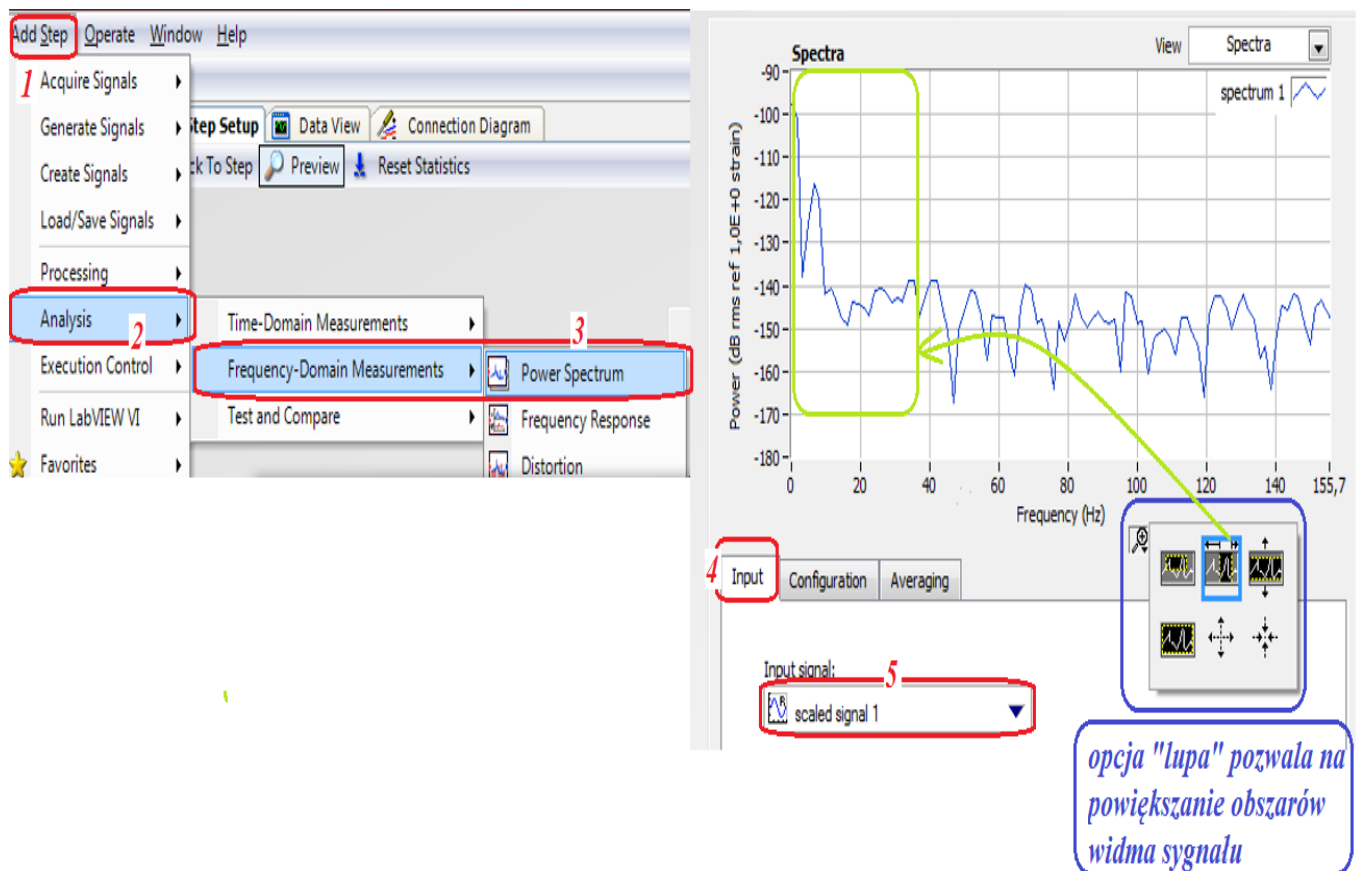 Add Step Operate Window Help
1
Acquire Signals
Generate Signals
Create Signals
Load/Save Signals
Processing
Analysis
2
Execution Control
Run LabVIEW VI
Favorites
Step Setup Data View Connection Diagram
ck To Step Preview Reset Statistics
Time-Domain Measurements
Frequency-Domain Measurements
Test and Compare
3
Power Spectrum
Frequency Response
Distortion
Spectra
View Spectra
spectrum 1
Power (dB rms ref 1,0E+0 strain)
-90
-100
-110
-120
-130
-140
-150
-160
-170
-180
0 20 40 60 80 100 120 140 155,7
Frequency (Hz)
4
Input Configuration Averaging
Input signal:
5
scaled signal 1
opcja "lupa" pozwala na
powiększanie obszarów
widma sygnału